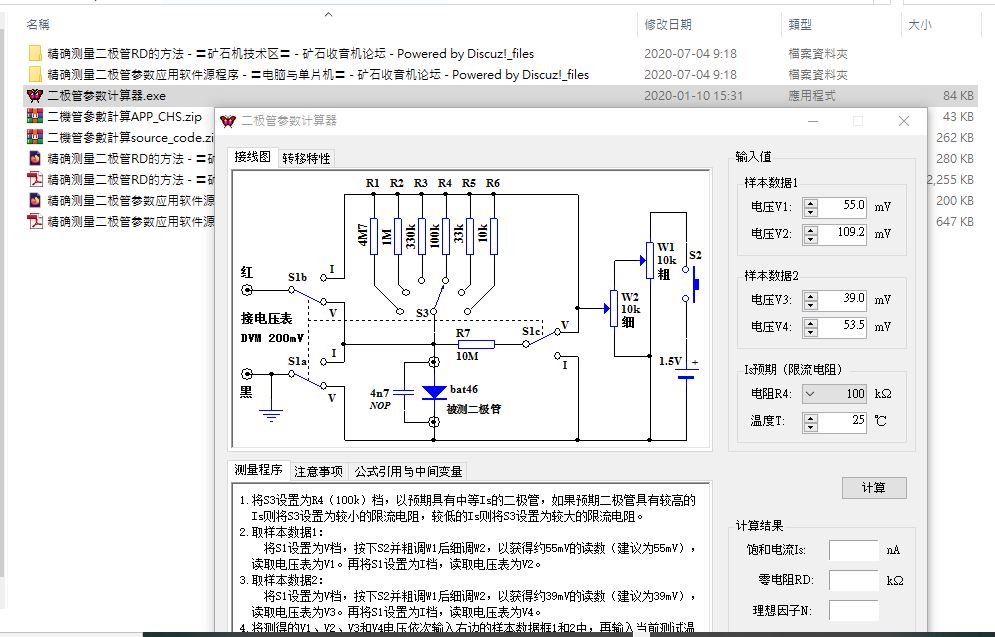 名稱 修改日期 類型 大小
精确测量二极管RD的方法 - 〓矿石机技术区〓 - 矿石收音机论坛 - Powered by Discuz!_files 2020-07-04 9:18 檔案資料夾
精确测量二极管参数应用软件源程序 - 〓电脑与单片机〓 - 矿石收音机论坛 - Powered by Discuz!_files 2020-07-04 9:18 檔案資料夾
二极管参数计算器.exe 2020-01-10 15:31 應用程式 84 KB
二機管參數計算APP_CHS.zip 43 KB
二機管參數計算source_code.zi 262 KB
精确测量二极管RD的方法 - 〓矿 280 KB
精确测量二极管RD的方法 - 〓矿 2,255 KB
精确测量二极管参数应用软件源 200 KB
精确测量二极管参数应用软件源 647 KB
二极管参数计算器
接线图 转移特性
R1 R2 R3 R4 R5 R6
4M7 1M 330k 100k 33k 10k
红
S1b I
V
接电压表
DVM 200mV
S1a I
V
黑
S3
R7
10M
S1c V
I
4n7
NOP
bat46
被测二极管
W1
10k
粗
S2
W2
10k
细
1.5V +
测量程序 注意事项 公式引用与中间变量
1. 将S3设置为R4（100k）档，以预期具有中等Is的二极管，如果预期二极管具有较高的
Is则将S3设置为较小的限流电阻，较低的Is则将S3设置为较大的限流电阻。
2. 取样本数据1：
将S1设置为V档，按下S2并粗调W1后细调W2，以获得约55mV的读数（建议为55mV），
读取电压表为V1。再将S1设置为I档，读取电压为V2。
3. 取样本数据2：
将S1设置为V档，按下S2并粗调W1后细调W2，以获得约39mV的读数（建议为39mV），
读取电压表为V3。再将S1设置为I档，读取电压为V4。
4. 将测得的V1、V2、V3和V4电压依次输入右边的样本数据框1和2中，再输入当前测试温
输入值
样本数据1
电压V1: 55.0 mV
电压V2: 109.2 mV
样本数据2
电压V3: 39.0 mV
电压V4: 53.5 mV
Is预期（限流电阻）
电阻R4: 100 kΩ
温度T: 25 ℃
计算
计算结果
饱和电流Is: nA
零电阻RD: kΩ
理想因子N: